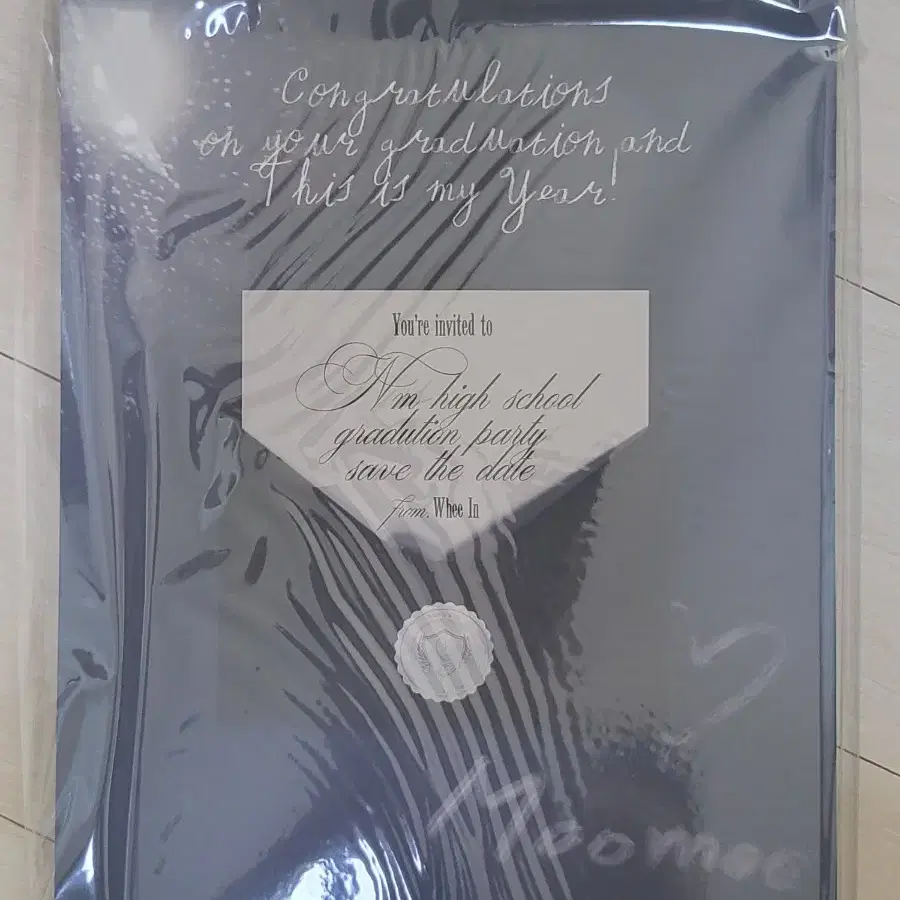 Congratulations
on your graduation, and
This is my Year!
You're invited to
Nm high school
gradution party
save the date
from. Whee In
Moomoo